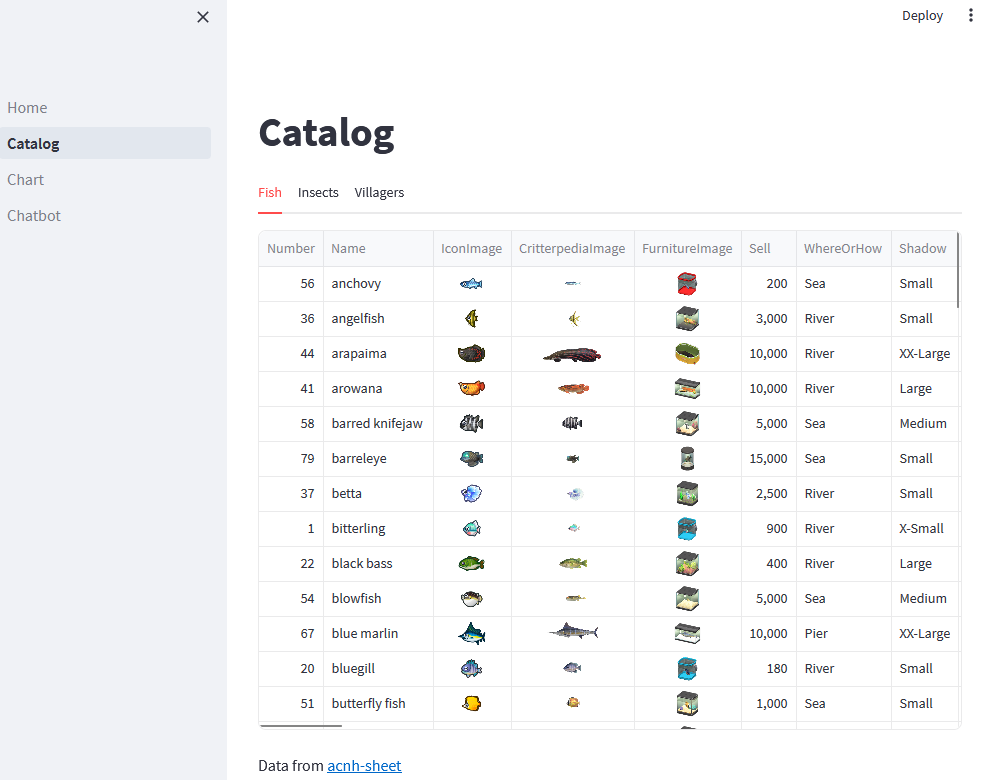 Deploy
Home
Catalog
Chart
Chatbot
Catalog
Fish Insects Villagers
Number Name IconImage CritterpediaImage FurnitureImage Sell WhereOrHow Shadow
56 anchovy 200 Sea Small
36 angelfish 3,000 River Small
44 arapaima 10,000 River XX-Large
41 arowana 10,000 River Large
58 barred knifejaw 5,000 Sea Medium
79 barreleye 15,000 Sea Small
37 betta 2,500 River Small
1 bitterling 900 River X-Small
22 black bass 400 River Large
54 blowfish 5,000 Sea Medium
67 blue marlin 10,000 Pier XX-Large
20 bluegill 180 River Small
51 butterfly fish 1,000 Sea Small
Data from acnh-sheet